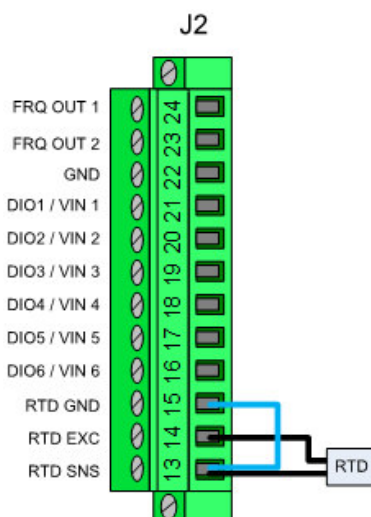 J2
FRQ OUT 1 24
FRQ OUT 2 23
GND 22
DIO1 / VIN 1 21
DIO2 / VIN 2 20
DIO3 / VIN 3 19
DIO4 / VIN 4 18
DIO5 / VIN 5 17
DIO6 / VIN 6 16
RTD GND 15
RTD EXC 14
RTD SNS 13
RTD